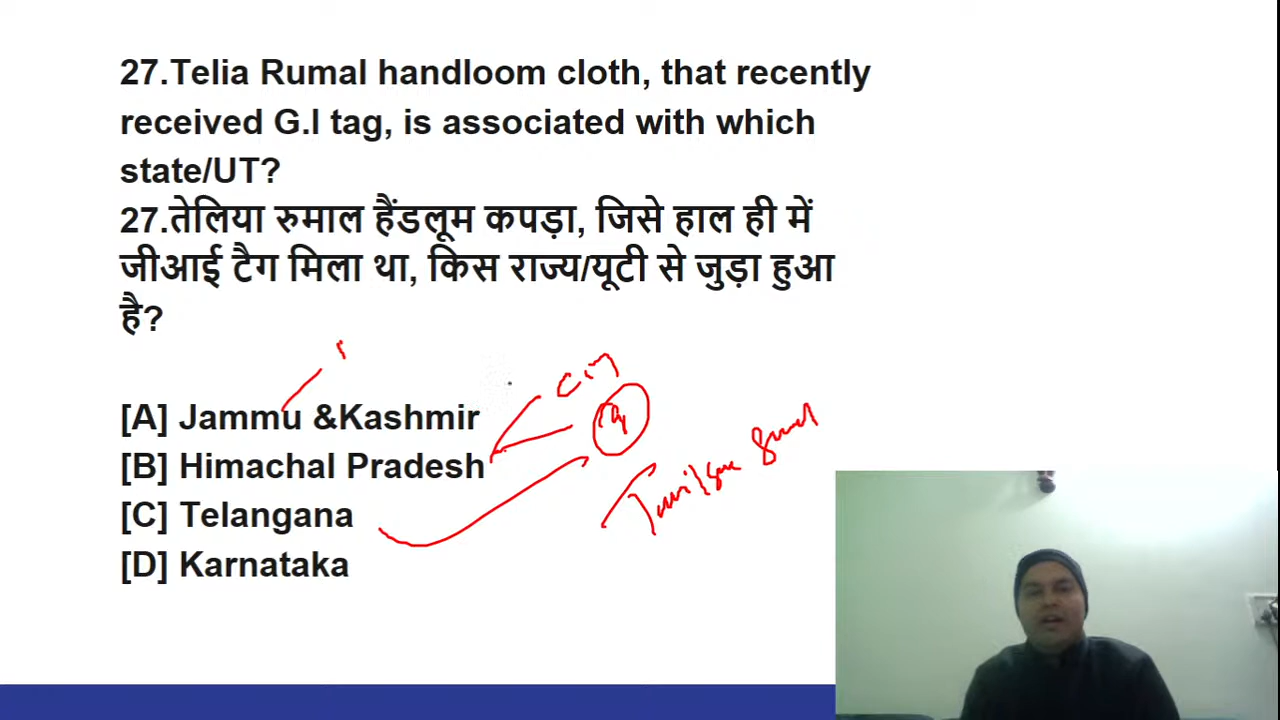 27.Telia Rumal handloom cloth, that recently
received G.I tag, is associated with which
state/UT?
27.तेलिया रुमाल हैंडलूम कपड़ा, जिसे हाल ही में
जीआई टैग मिला था, किस राज्य/यूटी से जुड़ा हुआ
है?
[A] Jammu &Kashmir
[B] Himachal Pradesh
[C] Telangana
[D] Karnataka